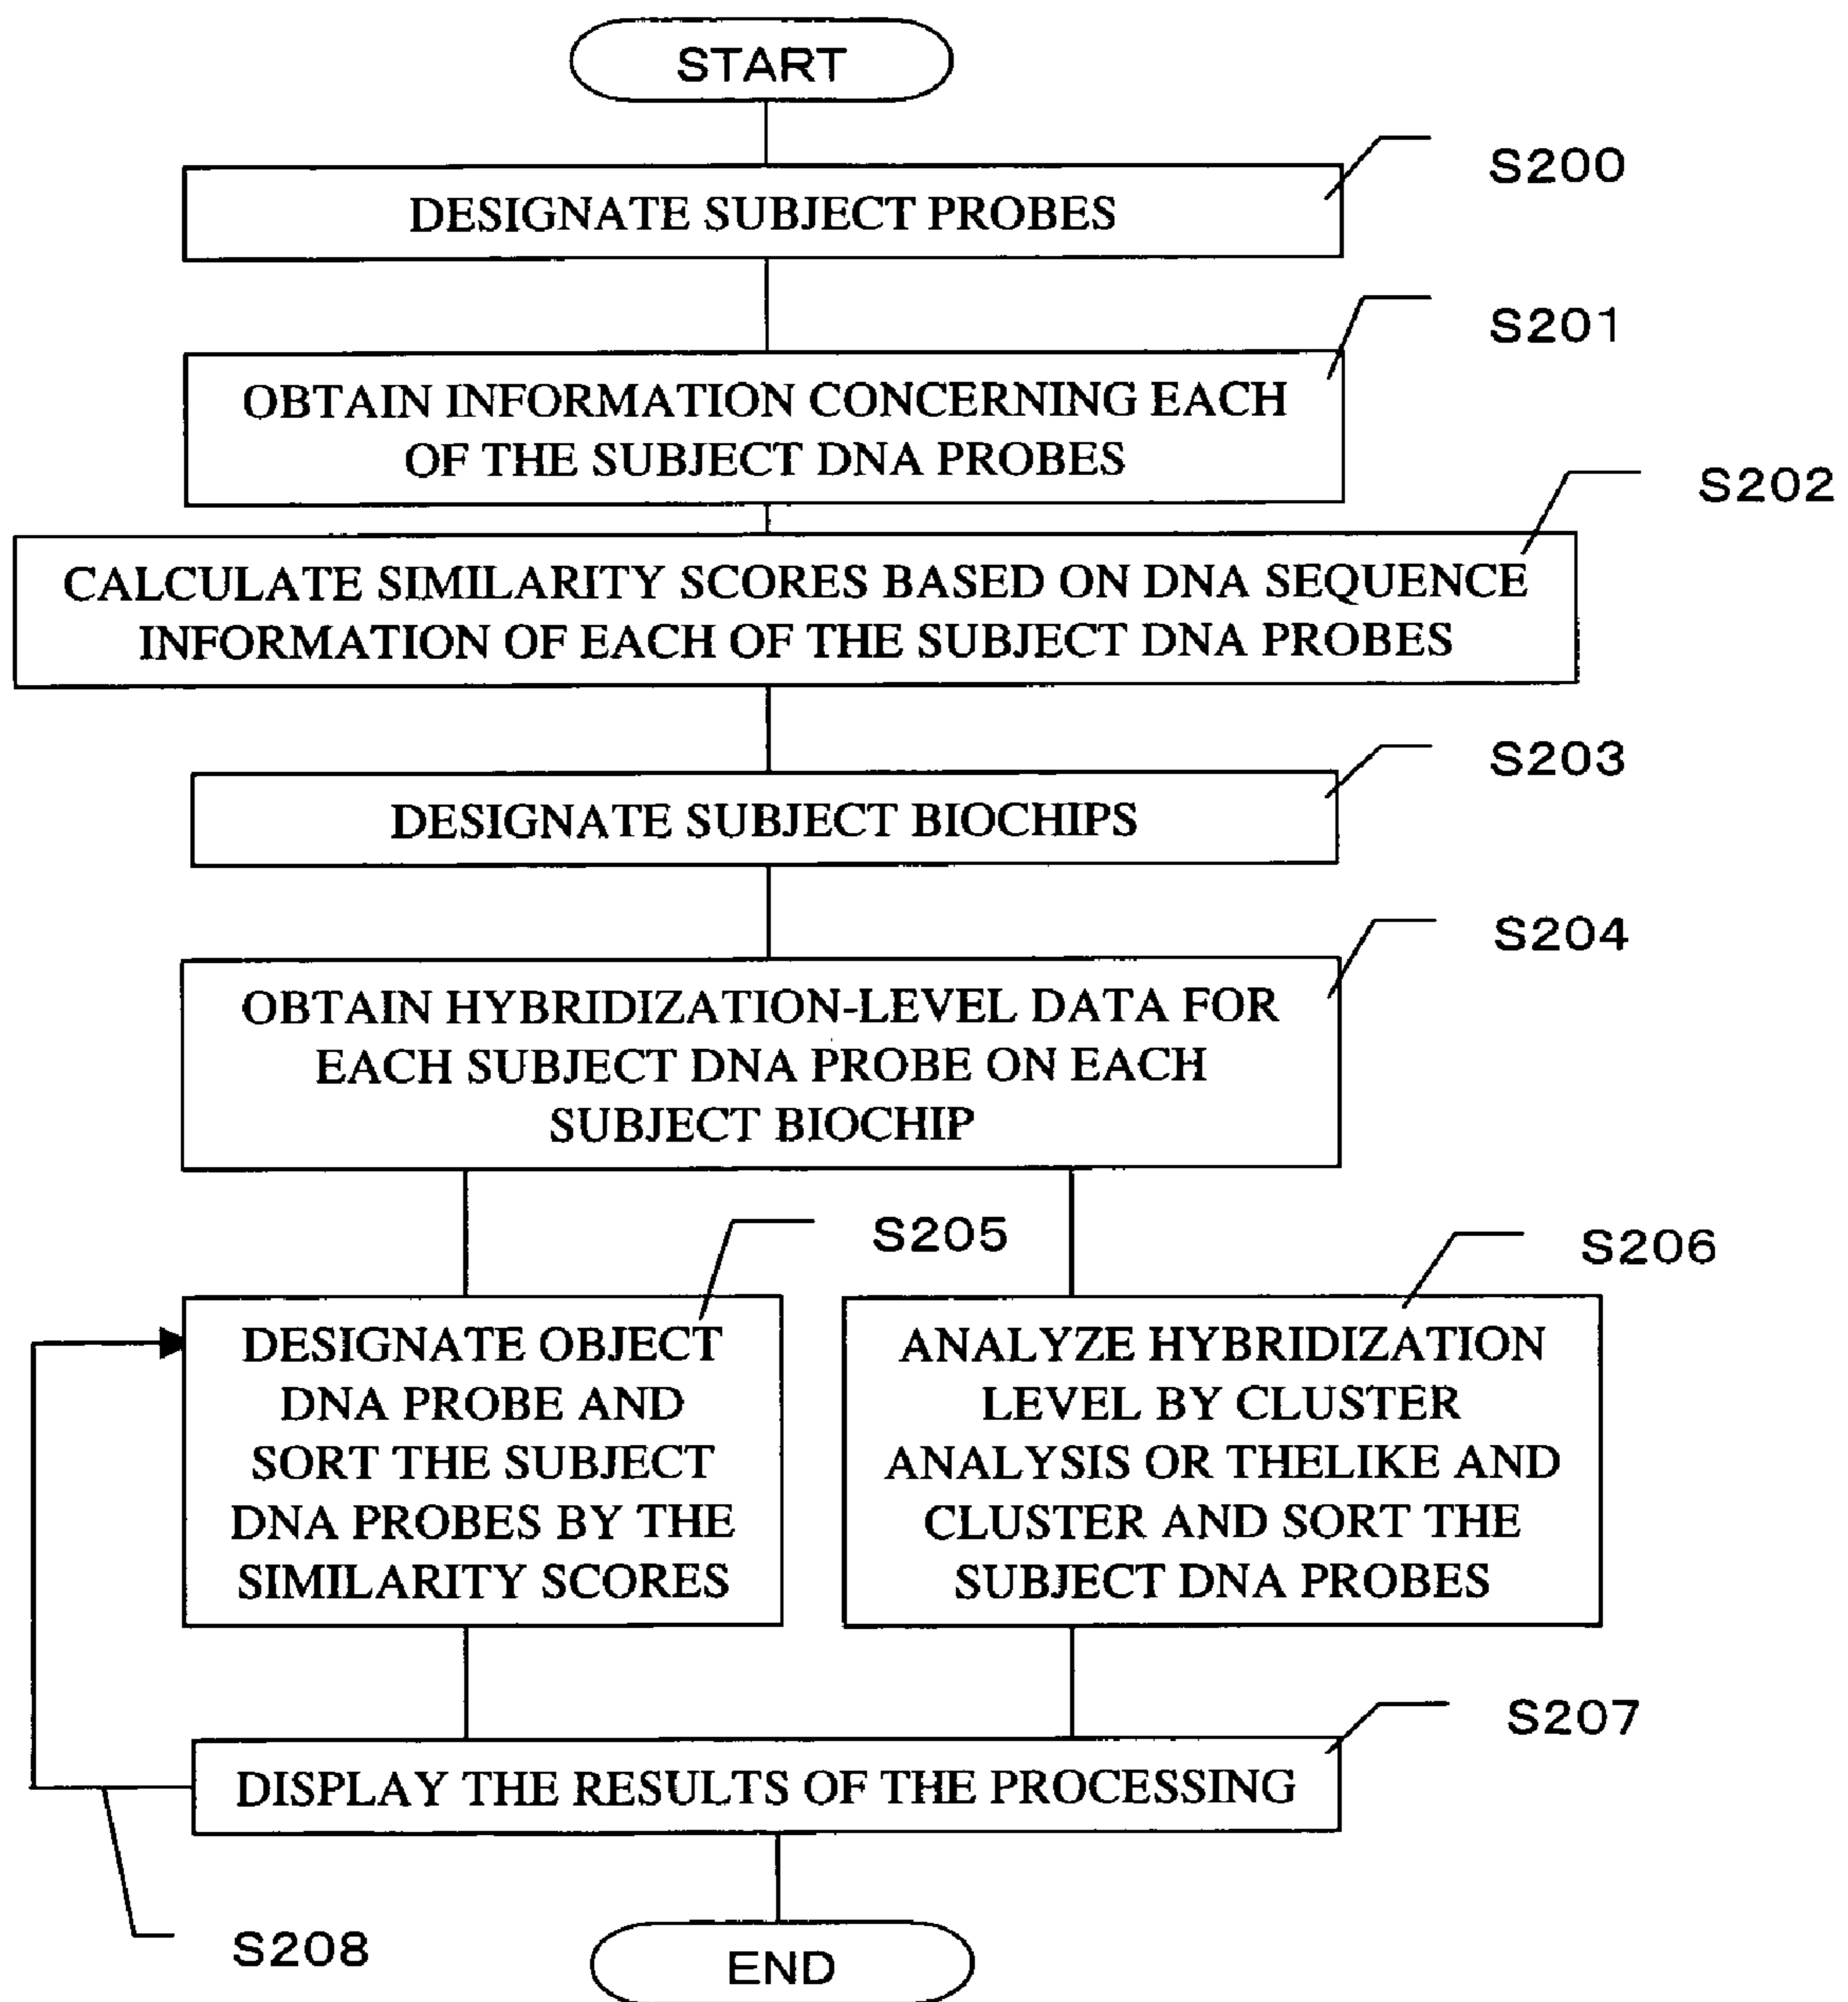 START
S200
DESIGNATE SUBJECT PROBES
S201
OBTAIN INFORMATION CONCERNING EACH
OF THE SUBJECT DNA PROBES
S202
CALCULATE SIMILARITY SCORES BASED ON DNA SEQUENCE
INFORMATION OF EACH OF THE SUBJECT DNA PROBES
S203
DESIGNATE SUBJECT BIOCHIPS
S204
OBTAIN HYBRIDIZATION-LEVEL DATA FOR
EACH SUBJECT DNA PROBE ON EACH
SUBJECT BIOCHIP
S205
DESIGNATE OBJECT
DNA PROBE AND
SORT THE SUBJECT
DNA PROBES BY THE
SIMILARITY SCORES
S206
ANALYZE HYBRIDIZATION
LEVEL BY CLUSTER
ANALYSIS OR THELIKE AND
CLUSTER AND SORT THE
SUBJECT DNA PROBES
S207
DISPLAY THE RESULTS OF THE PROCESSING
S208
END